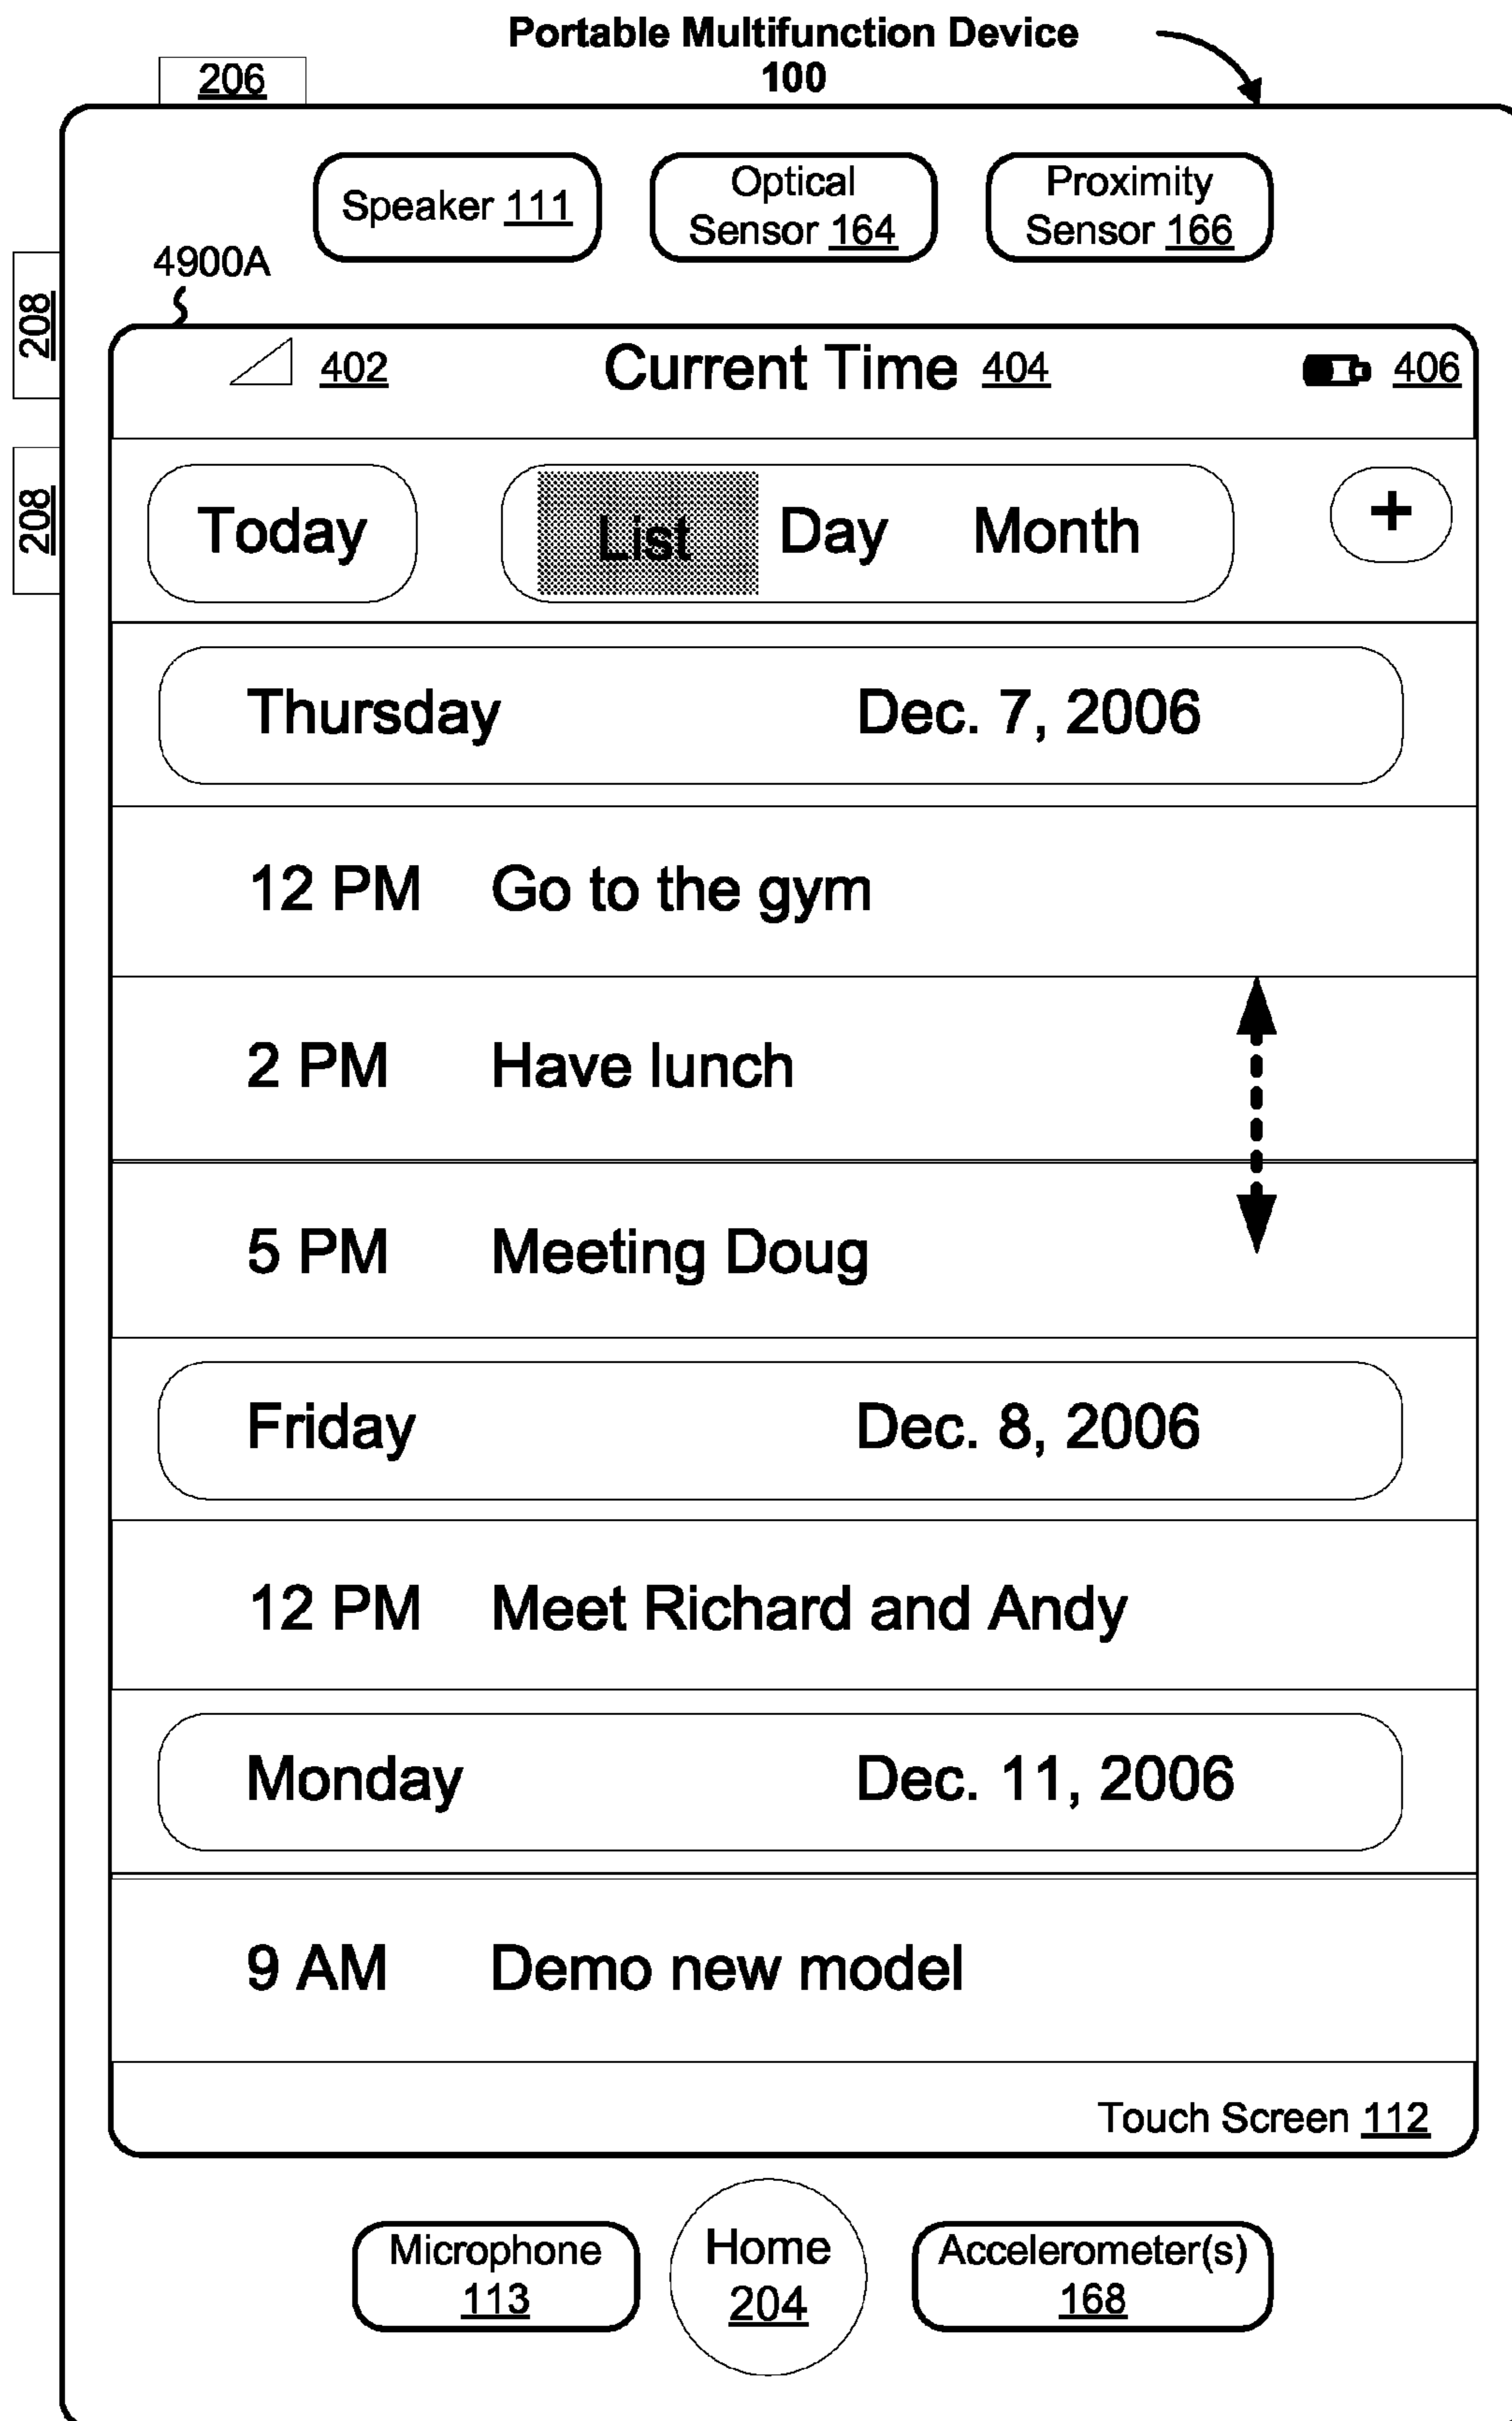 Portable Multifunction Device
100
206
Speaker 111
Optical
Sensor 164
Proximity
Sensor 166
4900A
208
208
402
Current Time 404
406
Today
List
Day
Month
+
Thursday Dec. 7, 2006
12 PM Go to the gym
2 PM Have lunch
5 PM Meeting Doug
Friday Dec. 8, 2006
12 PM Meet Richard and Andy
Monday Dec. 11, 2006
9 AM Demo new model
Touch Screen 112
Microphone
113
Home
204
Accelerometer(s)
168